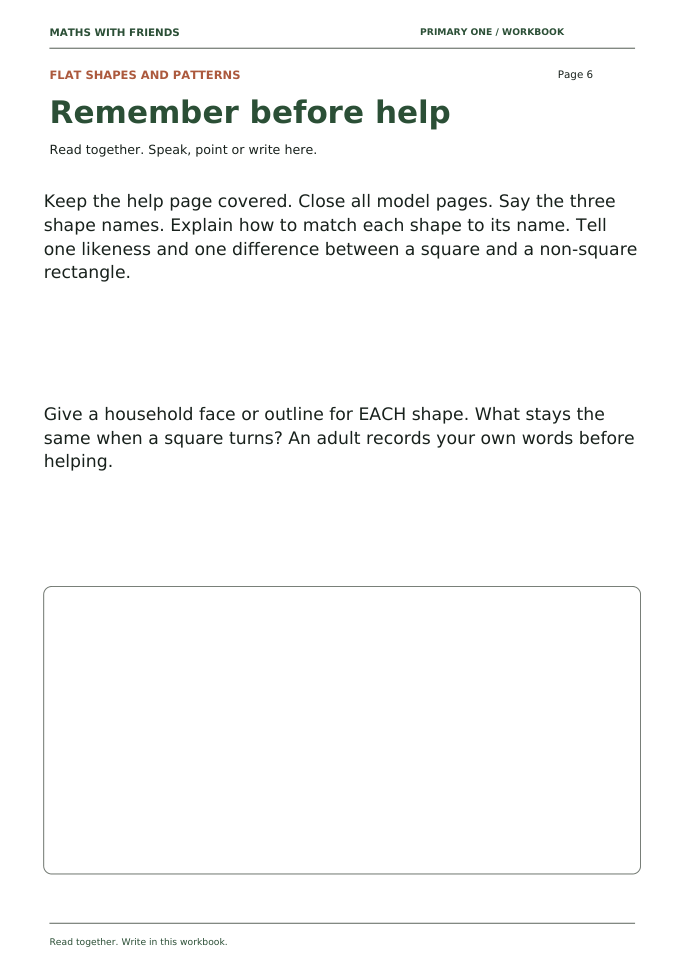 MATHS WITH FRIENDS
PRIMARY ONE / WORKBOOK
FLAT SHAPES AND PATTERNS
Page 6
Remember before help
Read together. Speak, point or write here.
Keep the help page covered. Close all model pages. Say the three
shape names. Explain how to match each shape to its name. Tell
one likeness and one difference between a square and a non-square
rectangle.
Give a household face or outline for EACH shape. What stays the
same when a square turns? An adult records your own words before
helping.
Read together. Write in this workbook.